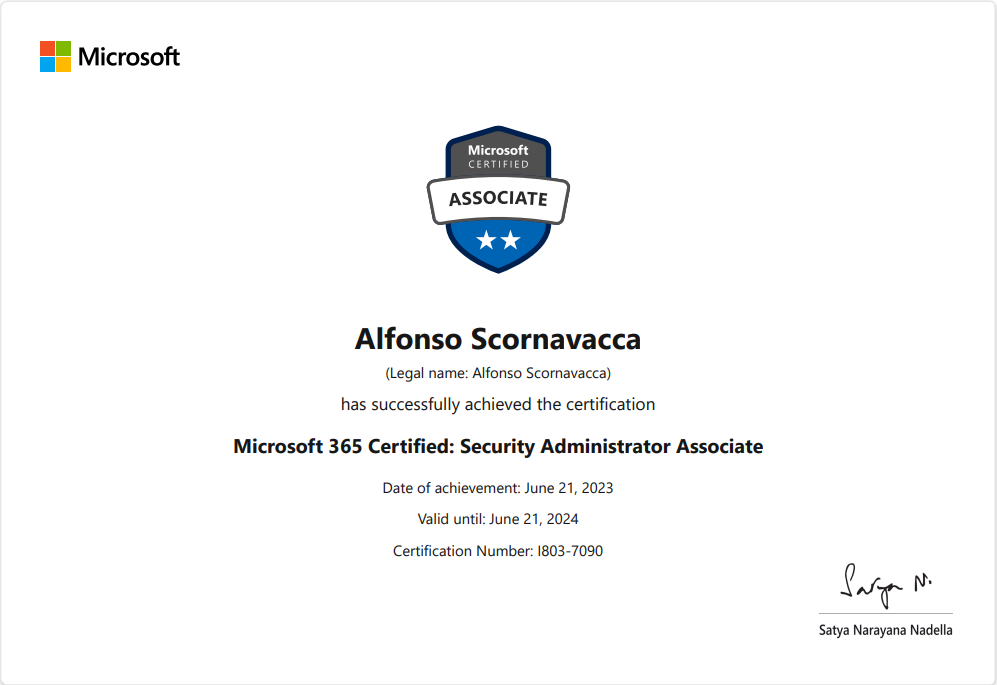 Microsoft
Microsoft
CERTIFIED
ASSOCIATE
Alfonso Scornavacca
(Legal name: Alfonso Scornavacca)
has successfully achieved the certification
Microsoft 365 Certified: Security Administrator Associate
Date of achievement: June 21, 2023
Valid until: June 21, 2024
Certification Number: I803-7090
Satya N.
Satya Narayana Nadella